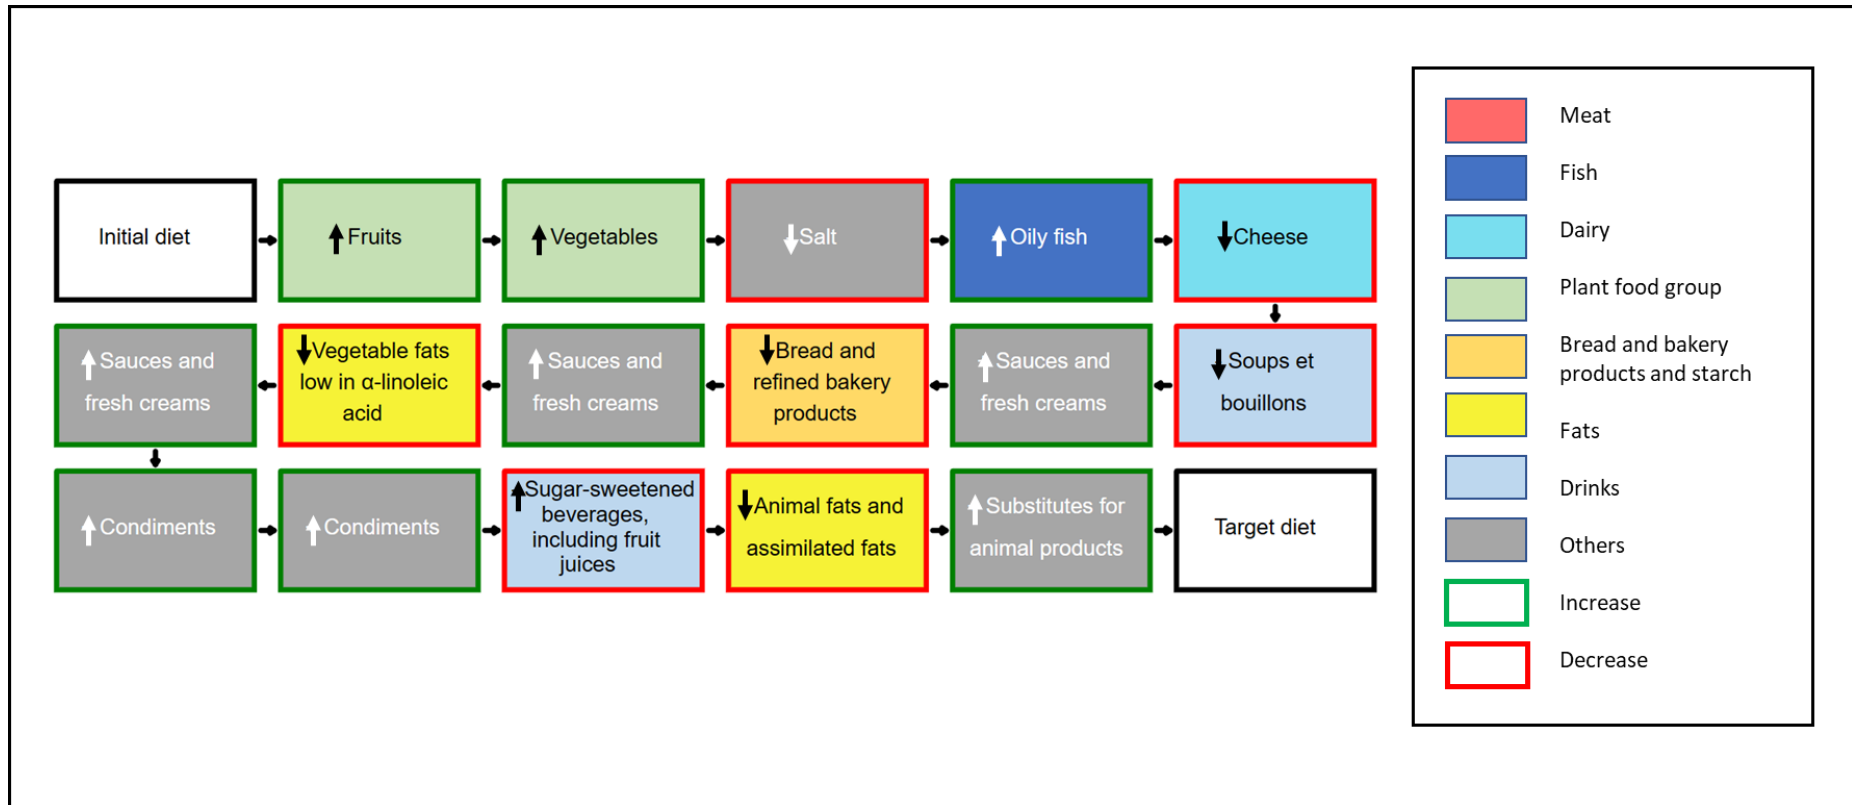 Initial diet
Fruits
Vegetables
Salt
Oily fish
Cheese
Sauces and
fresh creams
Vegetable fats
low in α-linoleic
acid
Sauces and
fresh creams
Bread and
refined bakery
products
Sauces and
fresh creams
Soups et
bouillons
Condiments
Condiments
Sugar-sweetened
beverages,
including fruit
juices
Animal fats and
assimilated fats
Substitutes for
animal products
Target diet
Meat
Fish
Dairy
Plant food group
Bread and bakery
products and starch
Fats
Drinks
Others
Increase
Decrease